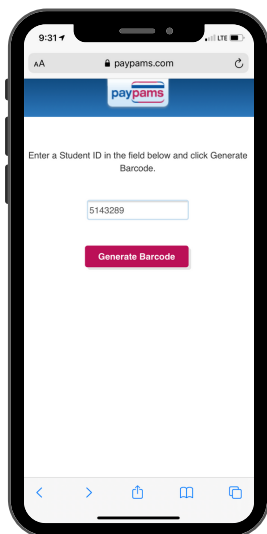 9:31 LTE
AA paypams.com
paypams
Enter a Student ID in the field below and click Generate
Barcode.
5143289
Generate Barcode